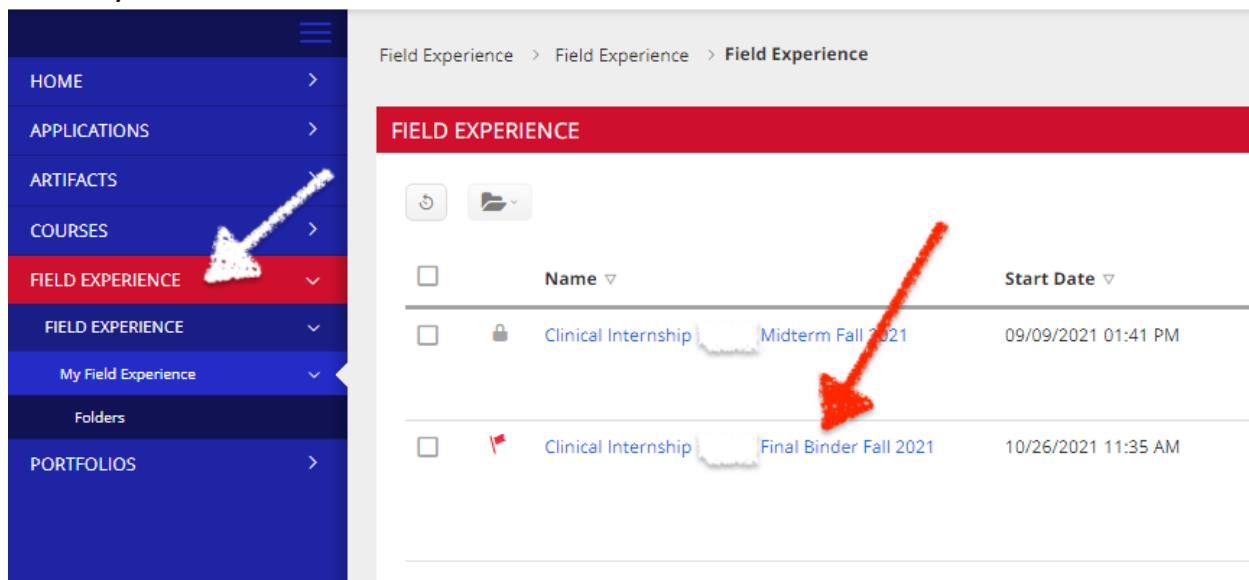 Field Experience > Field Experience > Field Experience
HOME
APPLICATIONS
ARTIFACTS
COURSES
FIELD EXPERIENCE
FIELD EXPERIENCE
My Field Experience
Folders
PORTFOLIOS
FIELD EXPERIENCE
Name Start Date
Clinical Internship Midterm Fall 2021 09/09/2021 01:41 PM
Clinical Internship Final Binder Fall 2021 10/26/2021 11:35 AM